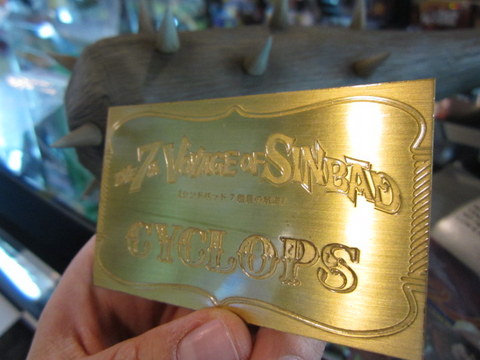 THE 7th VOYAGE OF SINBAD
CYCLOPS